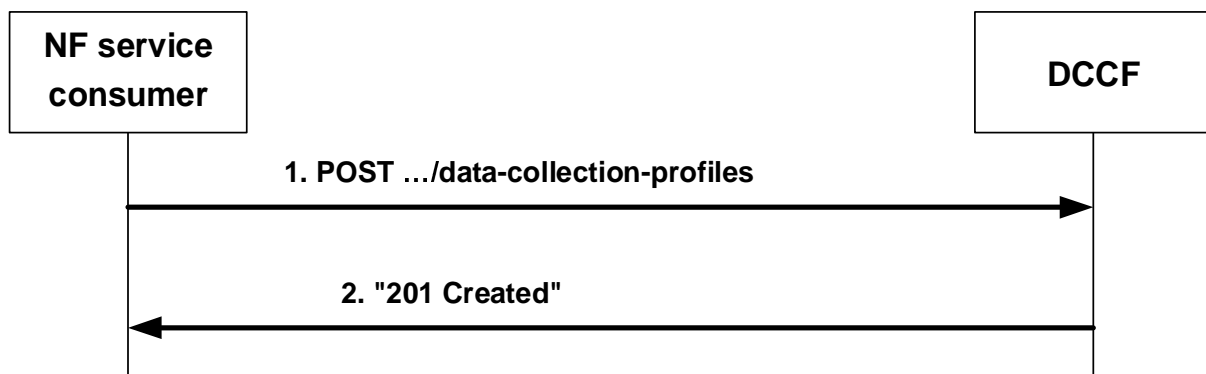 NF service
consumer
DCCF
1. POST …/data-collection-profiles
2. "201 Created"